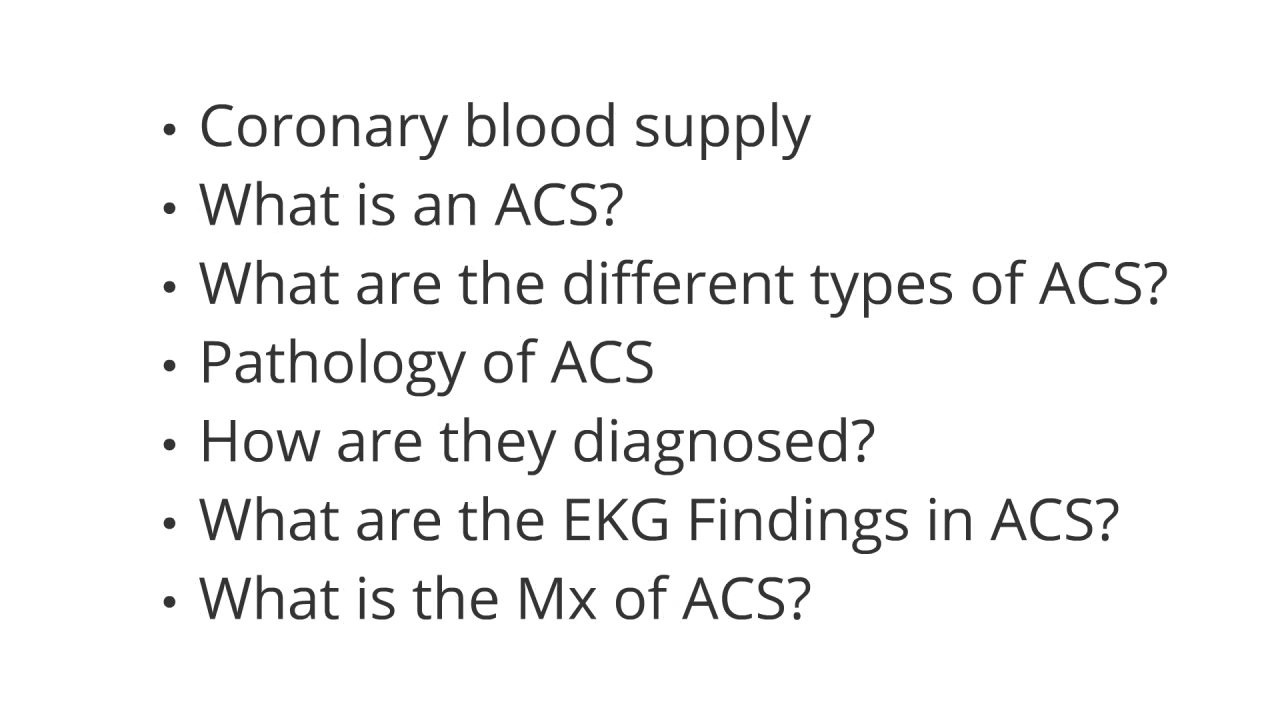 • Coronary blood supply
• What is an ACS?
• What are the different types of ACS?
• Pathology of ACS
• How are they diagnosed?
• What are the EKG Findings in ACS?
• What is the Mx of ACS?